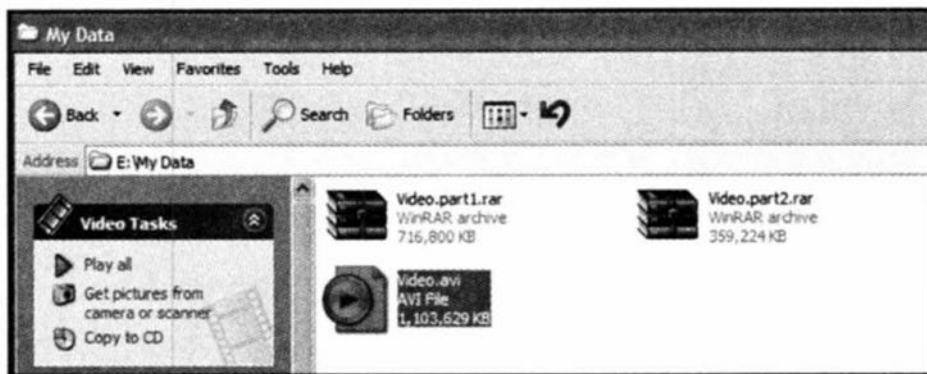 My Data
File Edit View Favorites Tools Help
Back Search Folders
Address E:\My Data
Video Tasks
Play all
Get pictures from
camera or scanner
Copy to CD
Video.part1.rar
WinRAR archive
716,800 KB
Video.part2.rar
WinRAR archive
359,224 KB
Video.avi
AVI File
1,103,629 KB